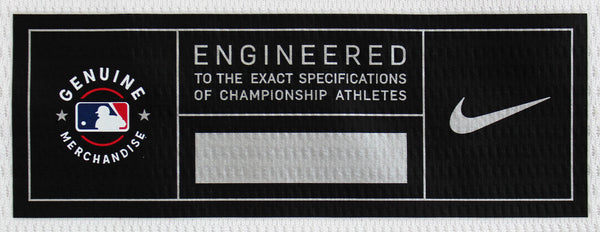 GENUINE
MERCHANDISE
ENGINEERED
TO THE EXACT SPECIFICATIONS
OF CHAMPIONSHIP ATHLETES